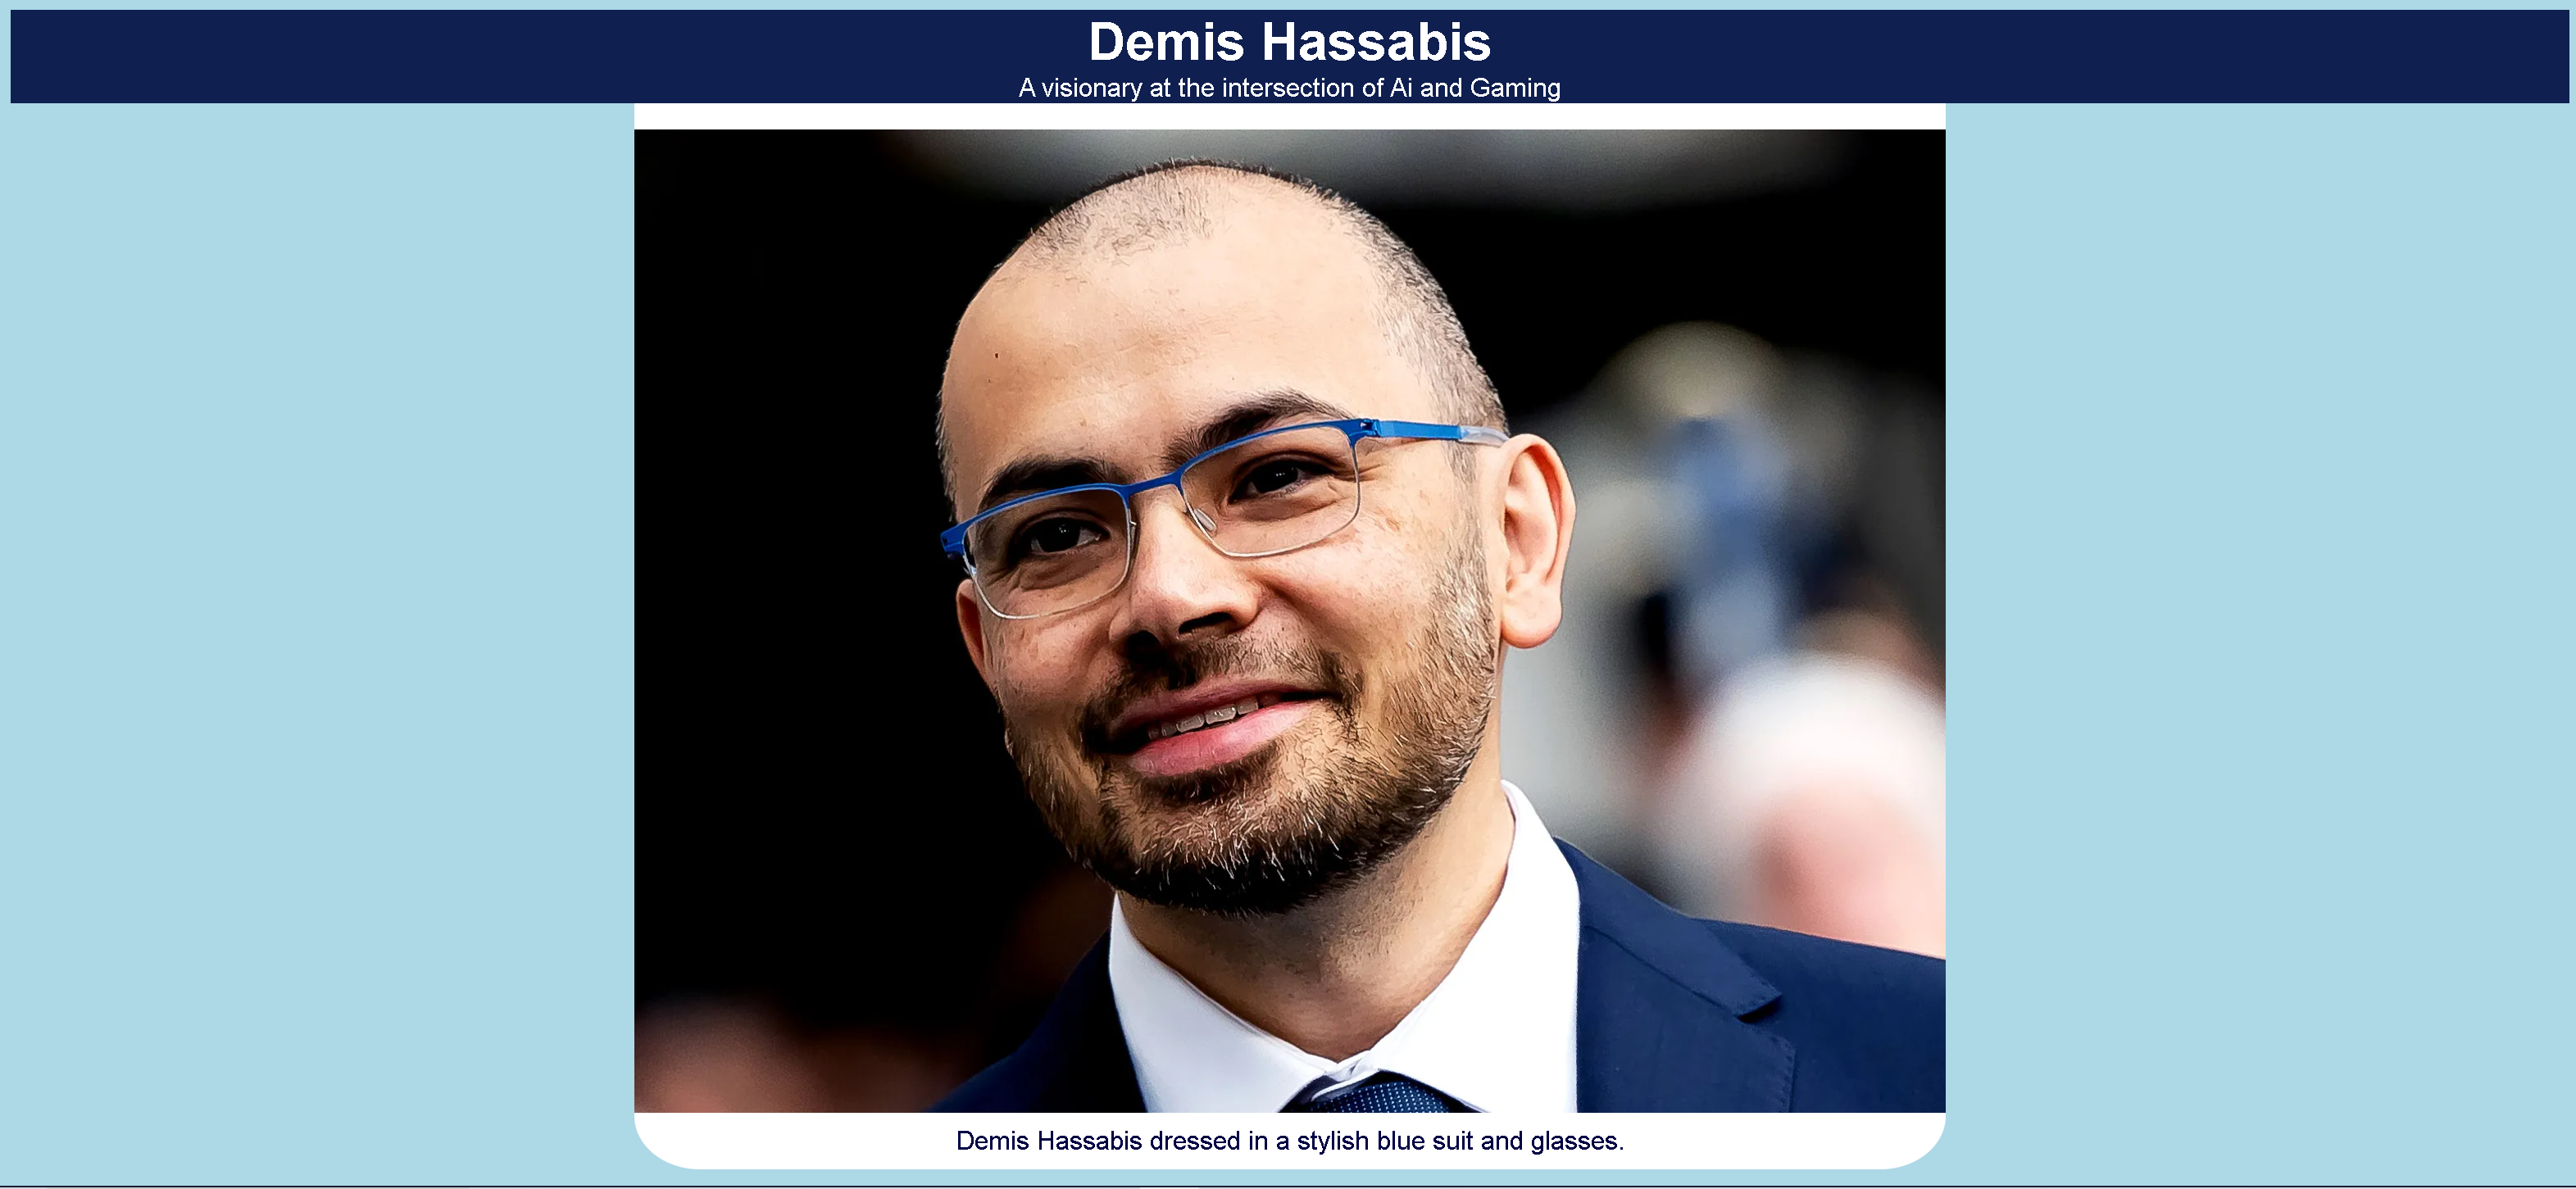 Demis Hassabis
A visionary at the intersection of Ai and Gaming
Demis Hassabis dressed in a stylish blue suit and glasses.